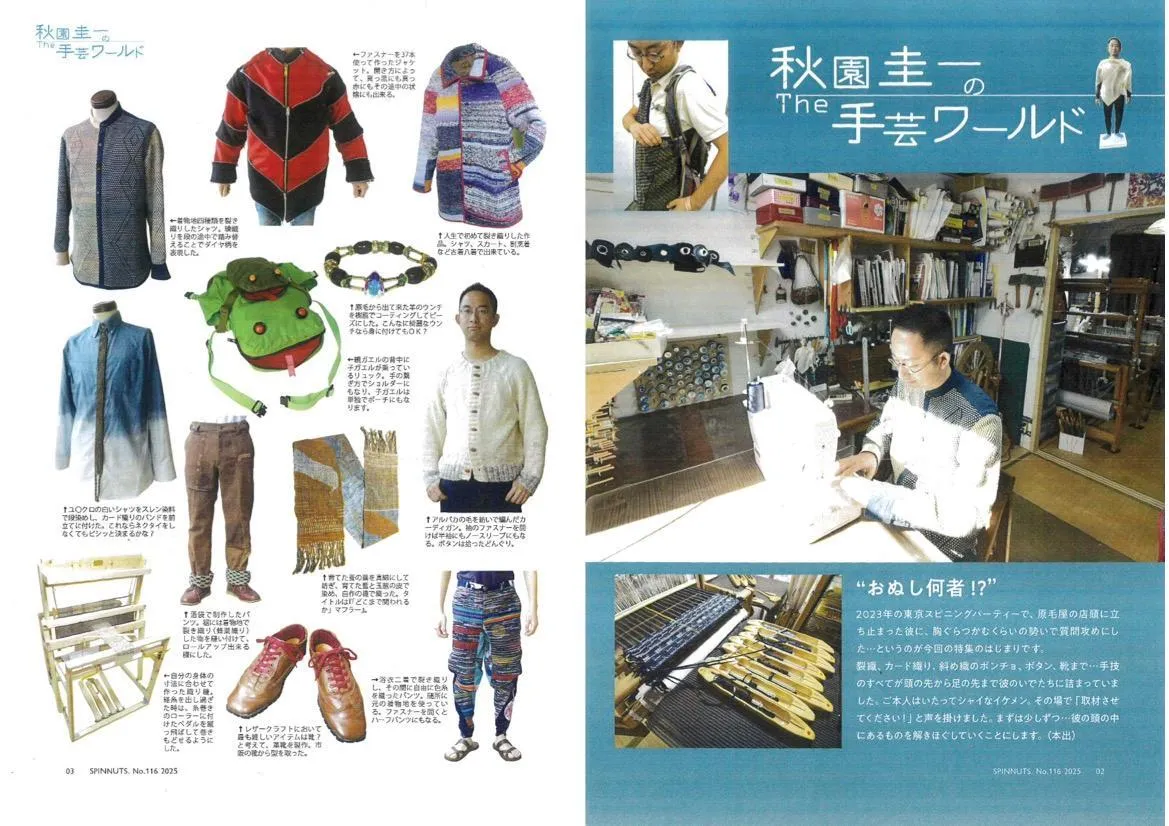 秋園圭一の
The 手芸ワールド
“おぬし何者!?”
2023年の東京スピニングパーティーで、原毛屋の店頭に立
ち止まった彼に、胸ぐらつかむくらいの勢いで質問攻めにし
た…というのが今回の特集のはじまりです。
裂織、カード織り、斜め織のポンチョ、ボタン、靴まで…手技
のすべてが頭の先から足の先まで彼のいでたちに詰まっていま
した。ご本人はいたってシャイなイケメン。その場で「取材させ
てください!」と声を掛けました。まずは少しずつ…彼の頭の中
にあるものを解きほぐしていくことにします。(本出)
SPINNUTS. No.116 2025 02
秋園圭一の
The 手芸ワールド
←ファスナーを37本
使って作ったジャケ
ット。開き方によっ
て、真っ黒にも真っ
赤にもその途中の状
態にも出来る。
←着物地四種類を裂き
織りしたシャツ。綾織
りを段の途中で踏み替
えることでダイヤ柄を
表現した。
↑人生で初めて裂き織りした作
品。シャツ、スカート、割烹着
など古着八着で出来ている。
↑原毛から出て来た羊のウンチ
を樹脂でコーティングしてビー
ズにした。こんなに綺麗なウン
チなら身に付けてもOK?
←親ガエルの背中に
子ガエルが乗ってい
るリュック。手の繋
ぎ方でショルダーに
もなり、子ガエルは
単独でポーチにもな
ります。
↑ユ〇クロの白いシャツをスレン染料
で段染めし、カード織りのバンドを前
立てに付けた。これならネクタイをし
なくてもビシッと決まるかな?
↑アルパカの毛を紡いで編んだカ
ーディガン。袖のファスナーを開
けば半袖にもノースリーブにもな
る。ボタンは拾ったどんぐり。
↑育てた蚕の繭を真綿にして
紡ぎ、育てた藍と玉葱の皮で
染め、自作の機で織った。タ
イトルは『どこまで問われる
か』マフラー。
↑酒袋で制作したパ
ンツ。裾には着物地で
裂き織り(蜂巣織り)
した物を縫い付けて、
ロールアップ出来る
様にした。
←自分の身体の
寸法に合わせて
作った織り機。
経糸を出し過ぎ
た時は、糸巻き
のローラーに付
けたペダルを蹴
っ飛ばして巻き
もどせるように
した。
↑レザークラフトにおいて
最も難しいアイテムは靴?
と考えて、革靴を製作。市
販の靴から型を取った。
→浴衣二着で裂き織り
し、その間に自由に色糸
を織ったパンツ。随所に
元の着物地を使っている。
ファスナーを開くとハ
ーフパンツにもなる。
03 SPINNUTS. No.116 2025